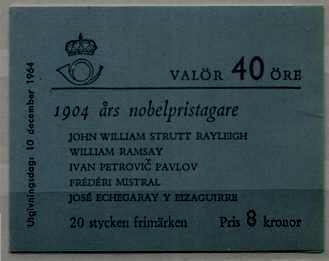 VALÖR 40 ÖRE
1904 års nobelpristagare
JOHN WILLIAM STRUTT RAYLEIGH
WILLIAM RAMSAY
IVAN PETROVIČ PAVLOV
FRÉDÉRI MISTRAL
JOSÉ ECHEGARAY Y EIZAGUIRRE
20 stycken frimärken Pris 8 kronor
Utgivningsdag: 10 december 1964